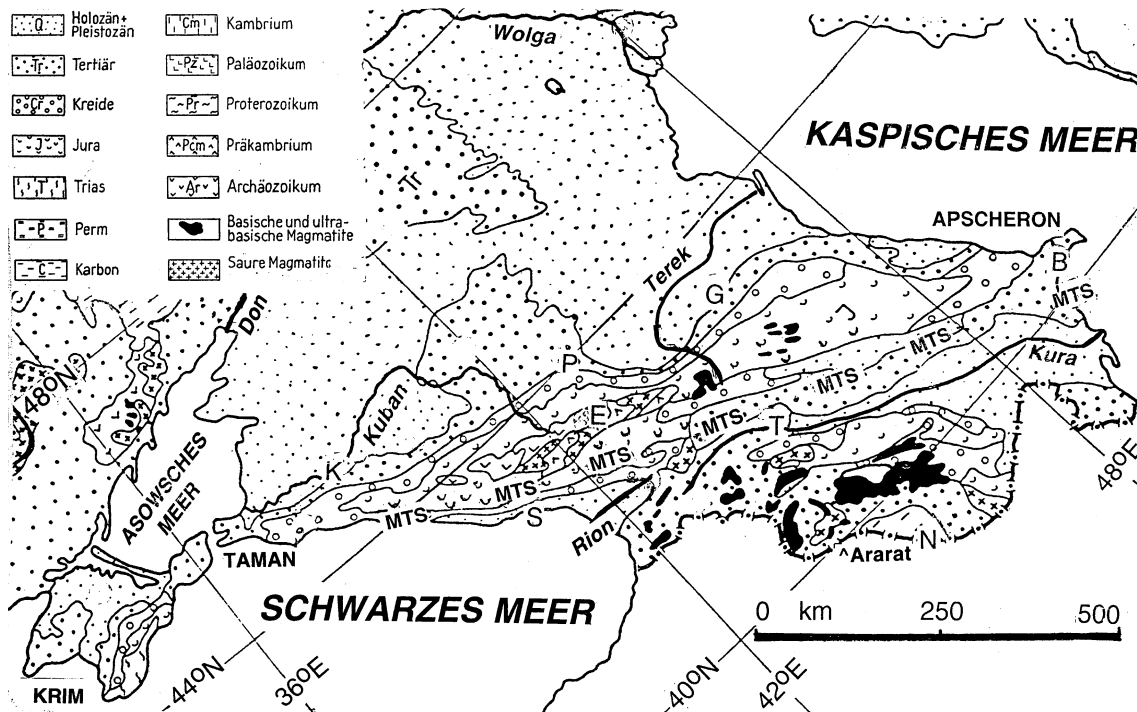 Q Holozän+
Pleistozän
Tr Tertiär
Cr Kreide
J Jura
T Trias
P Perm
C Karbon
Cm Kambrium
Pz Paläozoikum
Pr Proterozoikum
Pcm Präkambrium
Ar Archäozoikum
Basische und ultra-
basische Magmatite
Saure Magmatite
Wolga
Q
KASPISCHES MEER
Tr
APSCHERON
B
Terek
G
MTS
MTS
Kura
Don
48°N
P
MTS
Kuban
E
MTS
T
ASOWSCHES
MEER
K
MTS
48°E
MTS
MTS
S
Rion
N
^Ararat
TAMAN
SCHWARZES MEER
0 km 250 500
KRIM
44°N
36°E
40°N
42°E